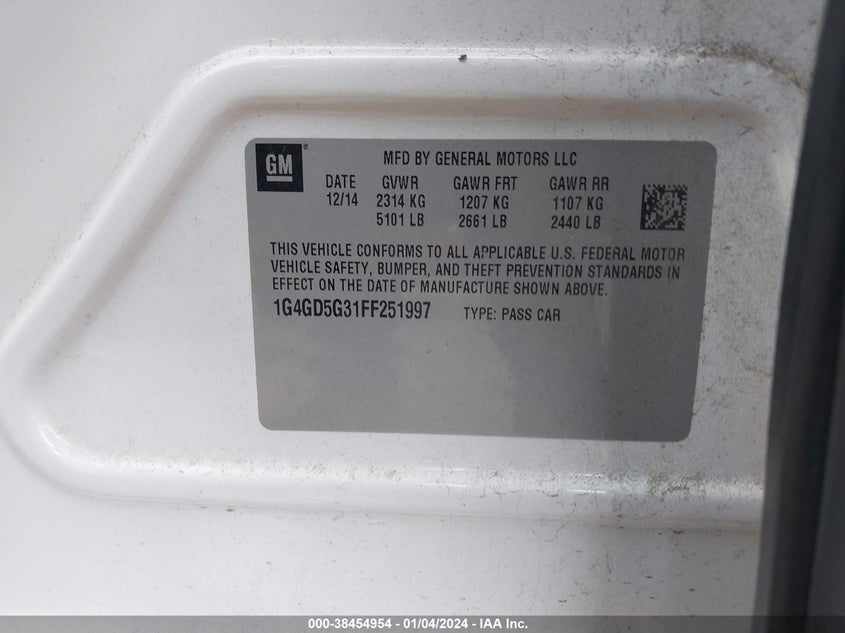 GM
MFD BY GENERAL MOTORS LLC
DATE GVWR GAWR FRT GAWR RR
12/14 2314 KG 1207 KG 1107 KG
5101 LB 2661 LB 2440 LB
THIS VEHICLE CONFORMS TO ALL APPLICABLE U.S. FEDERAL MOTOR
VEHICLE SAFETY, BUMPER, AND THEFT PREVENTION STANDARDS IN
EFFECT ON THE DATE OF MANUFACTURE SHOWN ABOVE.
1G4GD5G31FF251997 TYPE: PASS CAR
000-38454954 - 01/04/2024 - IAA Inc.